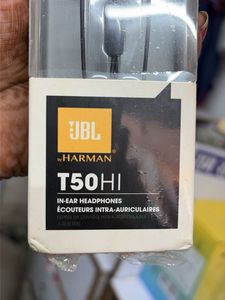 JBL
by HARMAN
T50HI
IN-EAR HEADPHONES
ÉCOUTEURS INTRA-AURICULAIRES